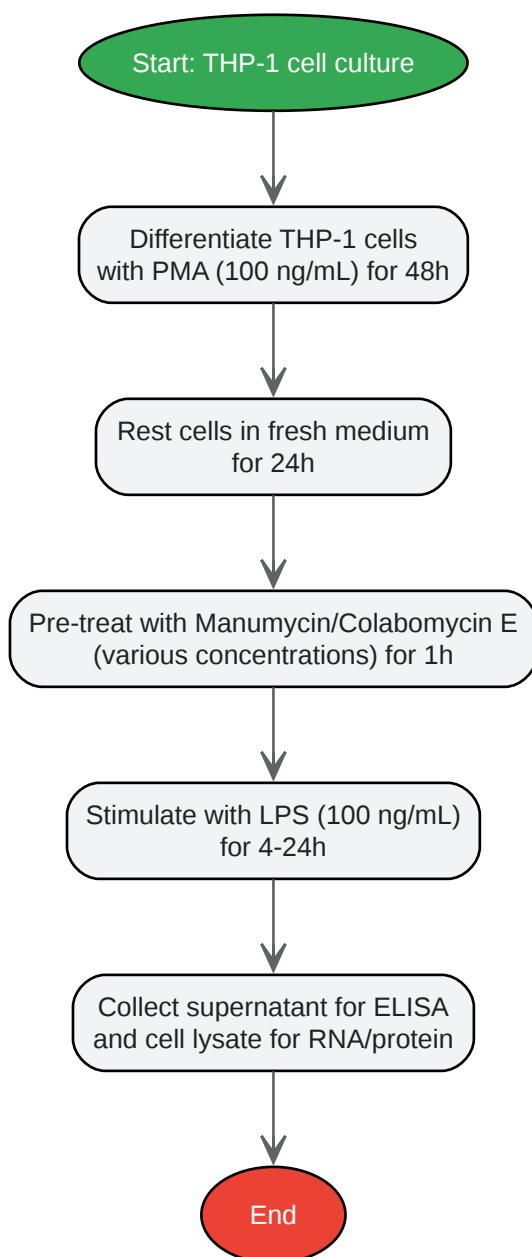 Start: THP-1 cell culture
Differentiate THP-1 cells
with PMA (100 ng/mL) for 48h
Rest cells in fresh medium
for 24h
Pre-treat with Manumycin/Colabomycin E
(various concentrations) for 1h
Stimulate with LPS (100 ng/mL)
for 4-24h
Collect supernatant for ELISA
and cell lysate for RNA/protein
End